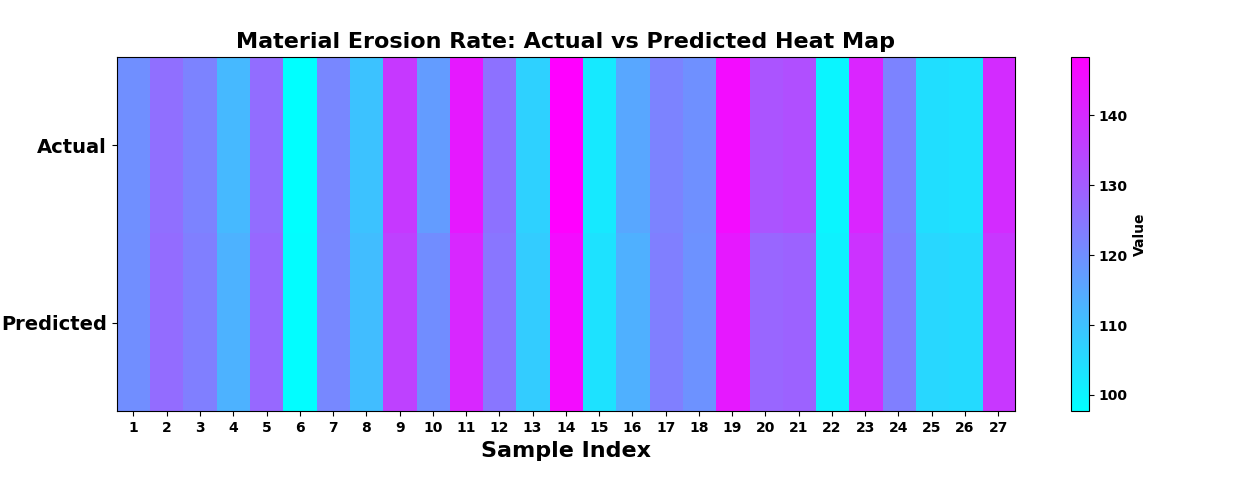 Material Erosion Rate: Actual vs Predicted Heat Map
Actual
Predicted
1 2 3 4 5 6 7 8 9 10 11 12 13 14 15 16 17 18 19 20 21 22 23 24 25 26 27
Sample Index
140
130
120
110
100
Value